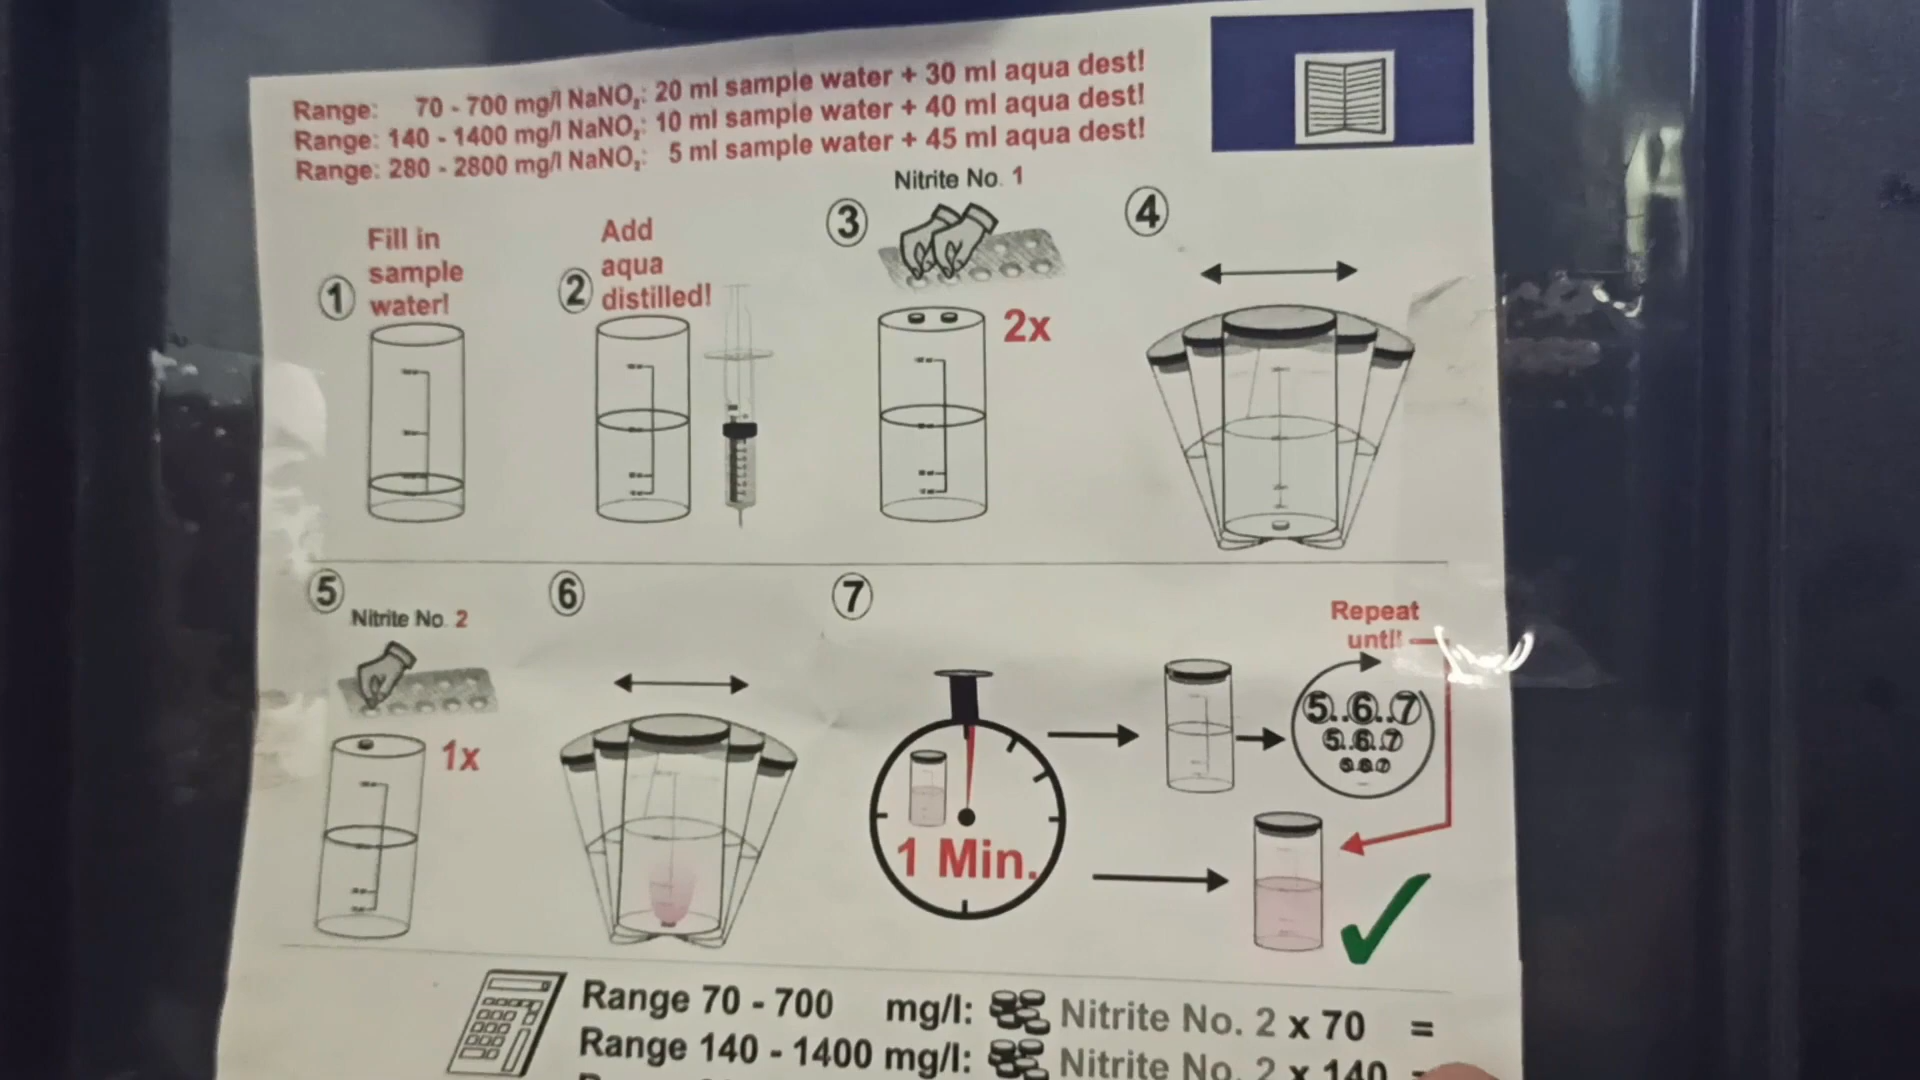 Range: 70 - 700 mg/l NaNO₂: 20 ml sample water + 30 ml aqua dest!
Range: 140 - 1400 mg/l NaNO₂: 10 ml sample water + 40 ml aqua dest!
Range: 280 - 2800 mg/l NaNO₂: 5 ml sample water + 45 ml aqua dest!
1
Fill in
sample
water!
2
Add
aqua
distilled!
3
Nitrite No. 1
2x
4
5
Nitrite No. 2
1x
6
7
1 Min.
Repeat
until!
5..6..7
5.6.7
5.6.7
Range 70 - 700 mg/l: Nitrite No. 2 x 70 =
Range 140 - 1400 mg/l: Nitrite No. 2 x 140